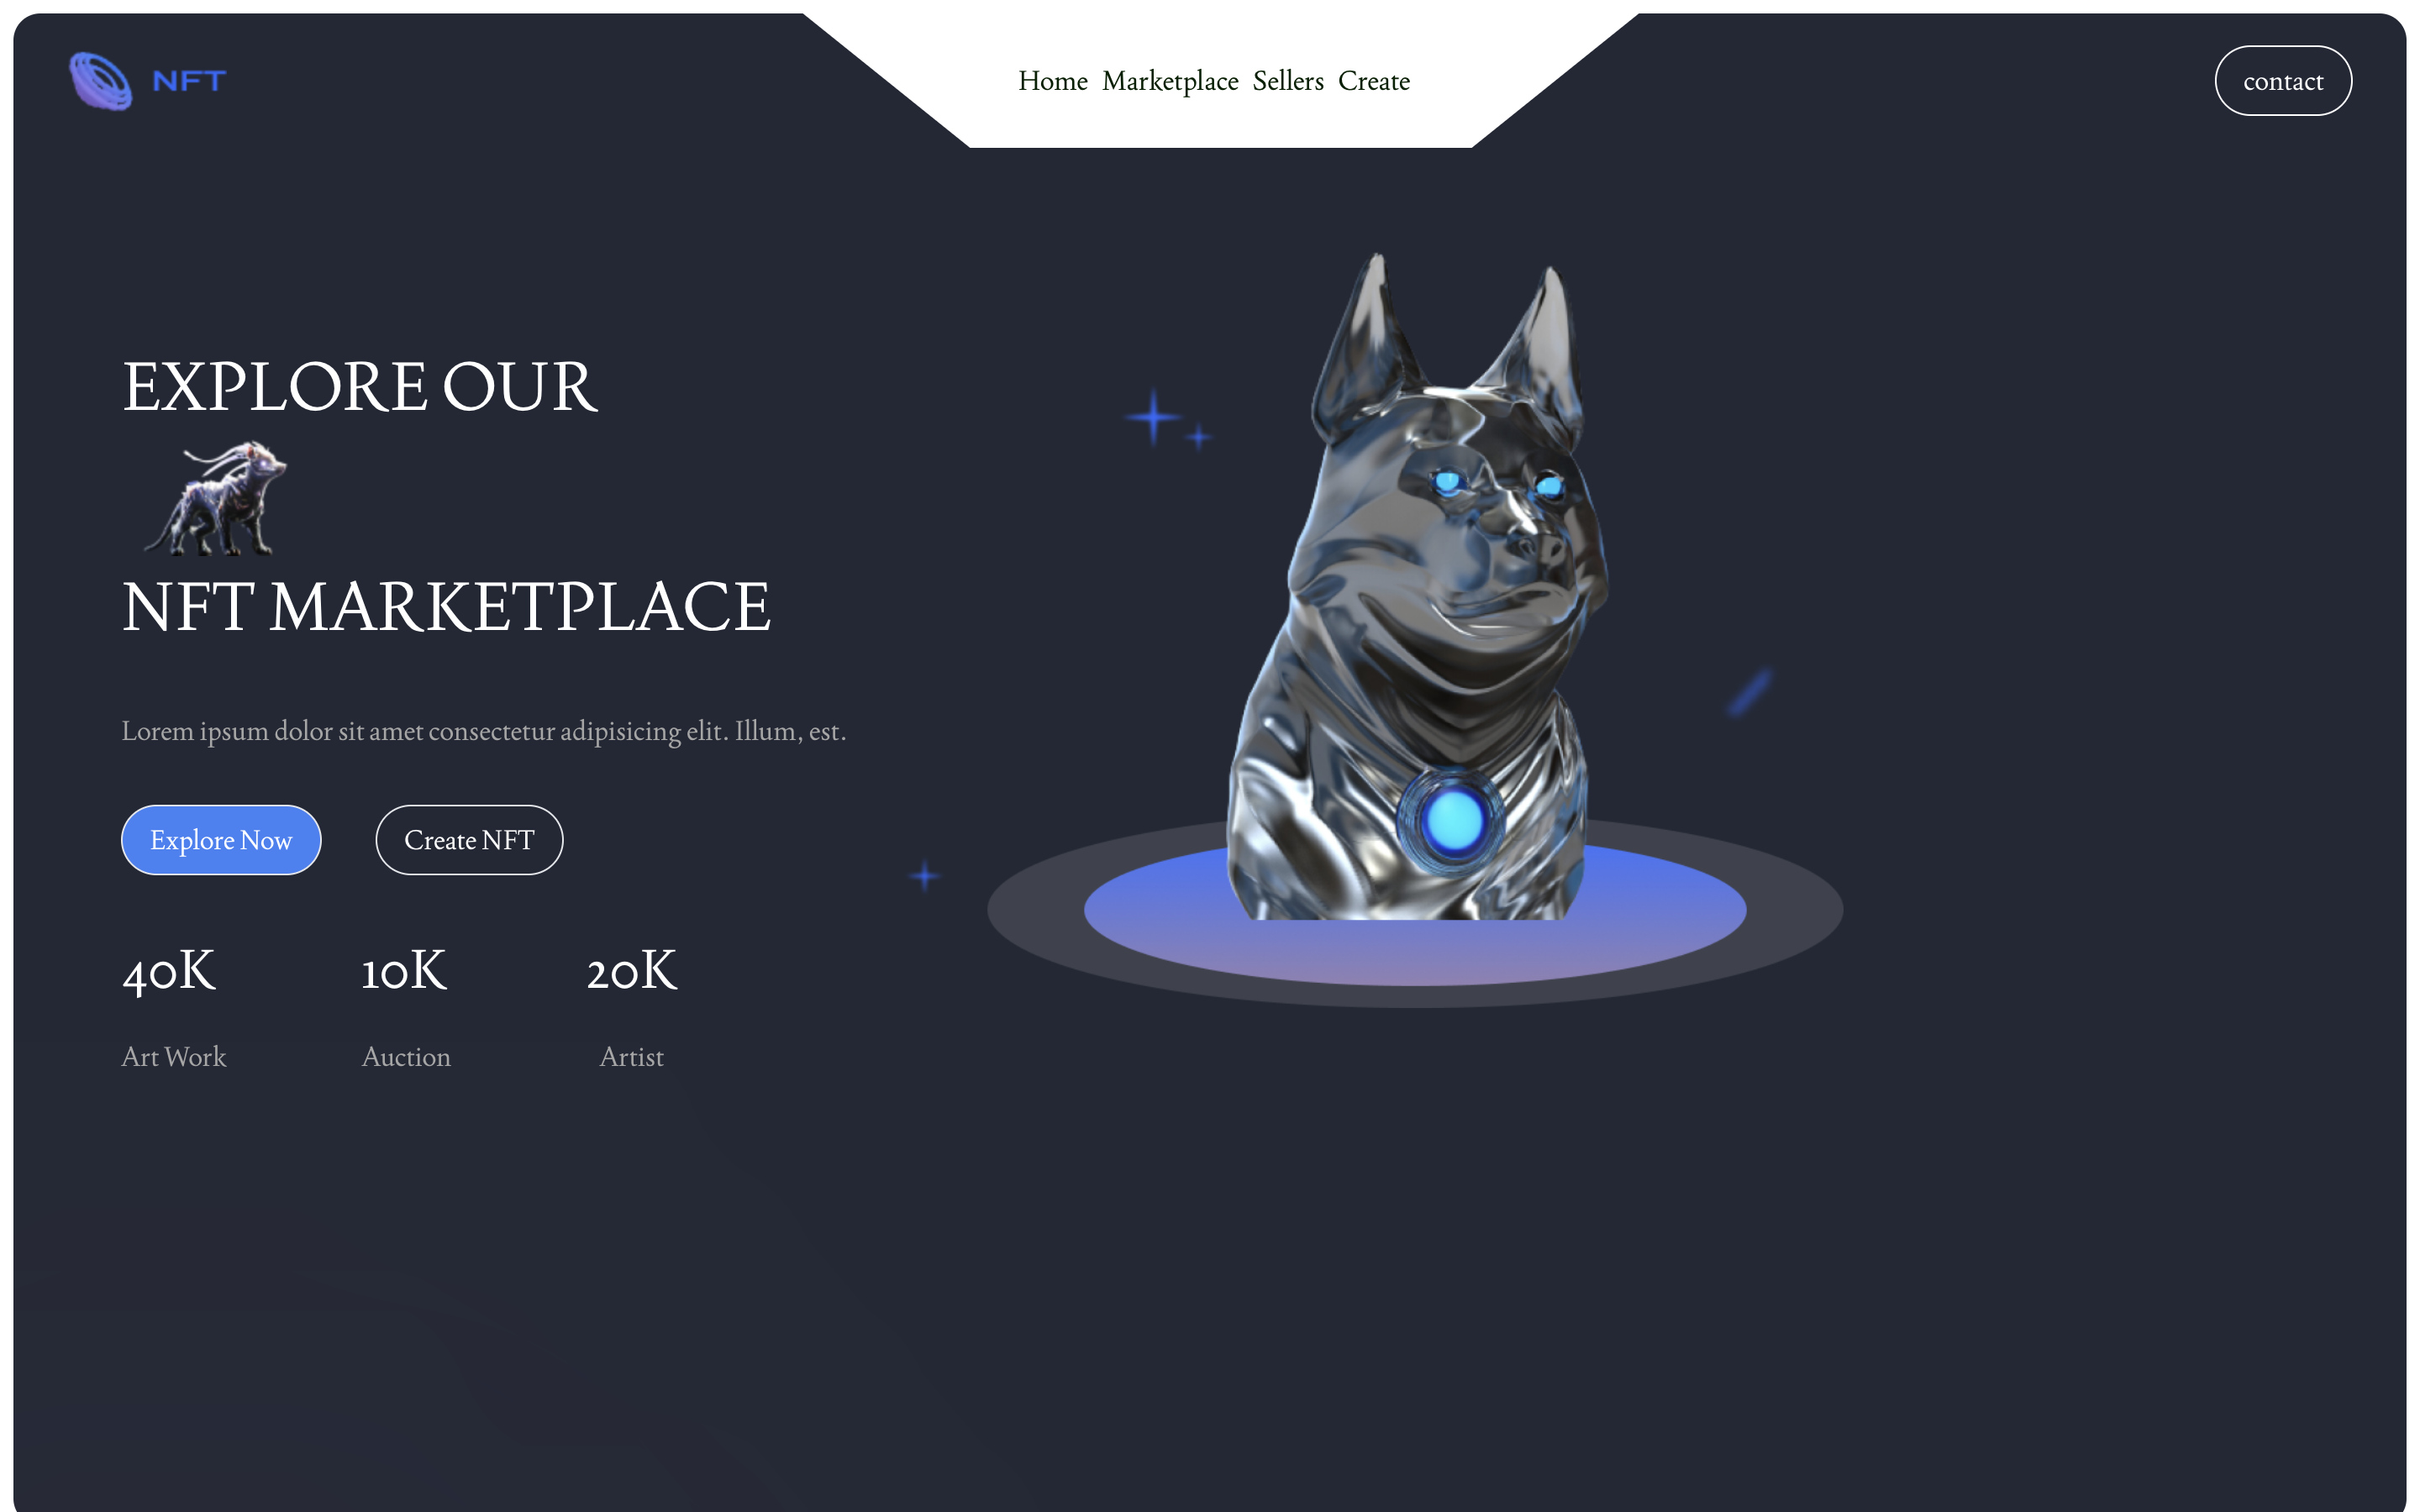 NFT
Home Marketplace Sellers Create
contact
EXPLORE OUR
NFT MARKETPLACE
Lorem ipsum dolor sit amet consectetur adipisicing elit. Illum, est.
Explore Now
Create NFT
40K 10K 20K
Art Work Auction Artist